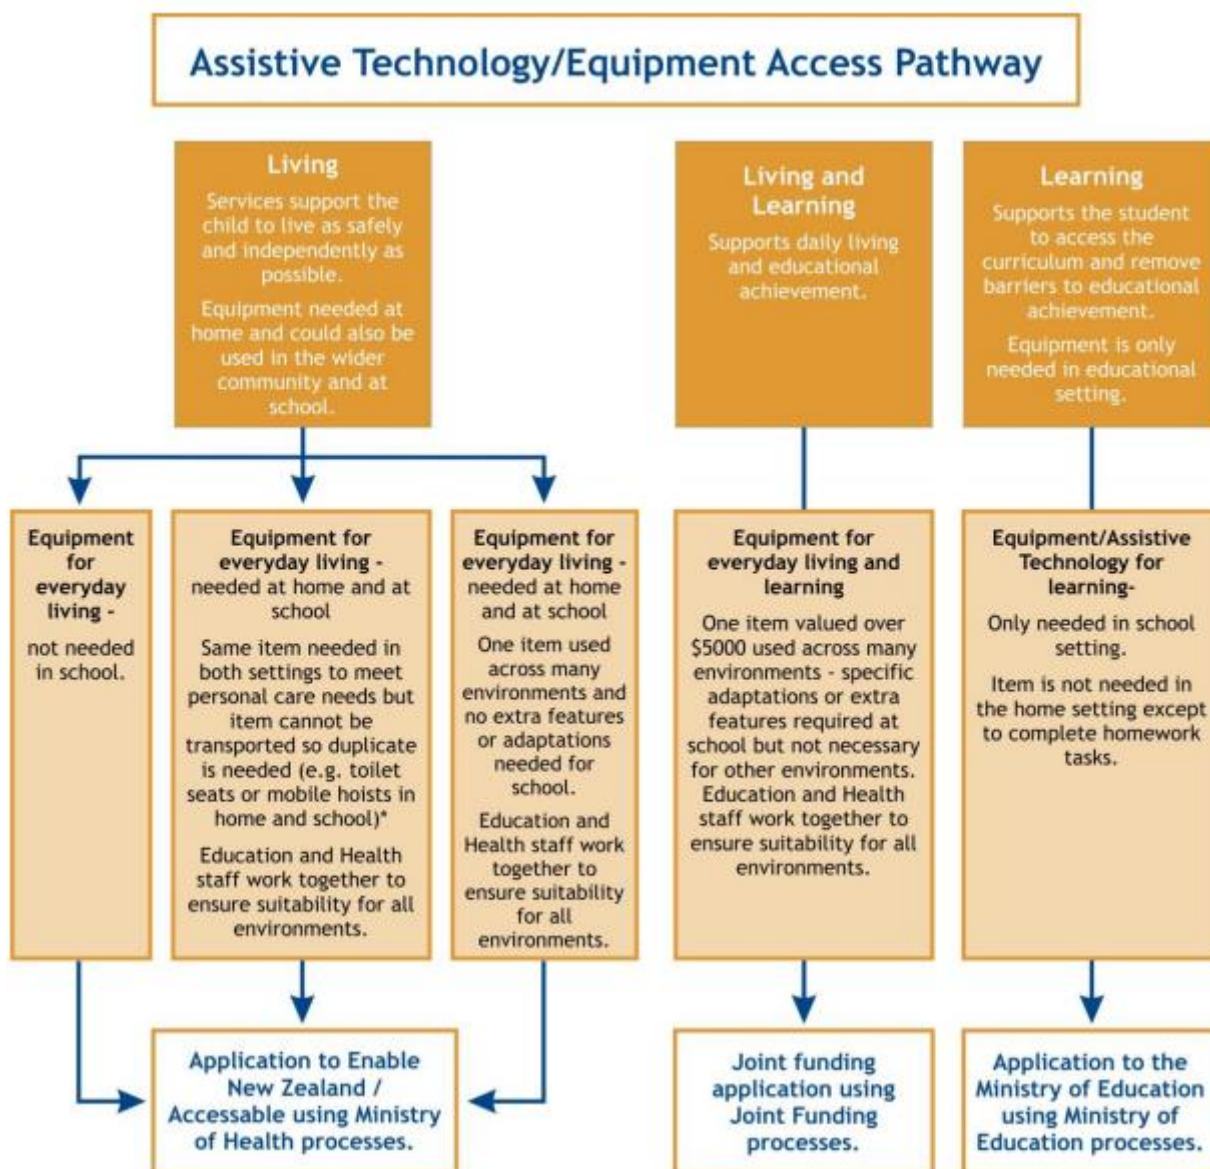 Assistive Technology/Equipment Access Pathway
Living
Services support the
child to live as safely
and independently as
possible.
Equipment needed at
home and could also be
used in the wider
community and at
school.
Living and
Learning
Supports daily living
and educational
achievement.
Learning
Supports the student
to access the
curriculum and remove
barriers to educational
achievement.
Equipment is only
needed in educational
setting.
Equipment
for
everyday
living -
not needed
in school.
Equipment for
everyday living -
needed at home and at
school
Same item needed in
both settings to meet
personal care needs but
item cannot be
transported so duplicate
is needed (e.g. toilet
seats or mobile hoists in
home and school)*
Education and Health
staff work together to
ensure suitability for all
environments.
Equipment for
everyday living -
needed at home
and at school
One item used
across many
environments and
no extra features
or adaptations
needed for
school.
Education and
Health staff work
together to
ensure suitability
for all
environments.
Equipment for
everyday living and
learning
One item valued over
$5000 used across many
environments - specific
adaptations or extra
features required at
school but not necessary
for other environments.
Education and Health
staff work together to
ensure suitability for all
environments.
Equipment/Assistive
Technology for
learning-
Only needed in school
setting.
Item is not needed in
the home setting except
to complete homework
tasks.
Application to Enable
New Zealand /
Accessable using Ministry
of Health processes.
Joint funding
application using
Joint Funding
processes.
Application to the
Ministry of Education
using Ministry of
Education processes.